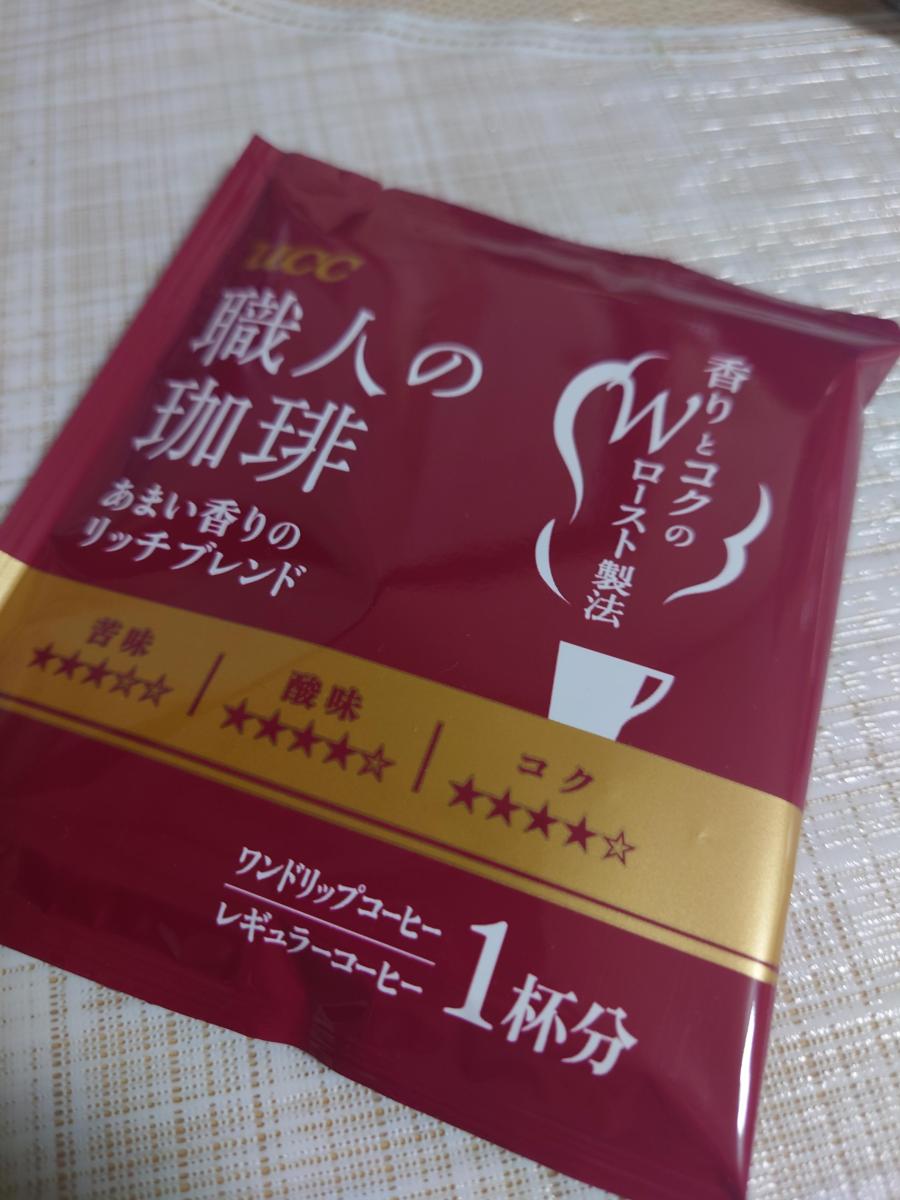 UCC
職人の
珈琲
あまい香りの
リッチブレンド
香りとコクの
Wロースト製法
苦味
★★★☆☆
酸味
★★★★☆
コク
★★★★☆
ワンドリップコーヒー
レギュラーコーヒー
1杯分